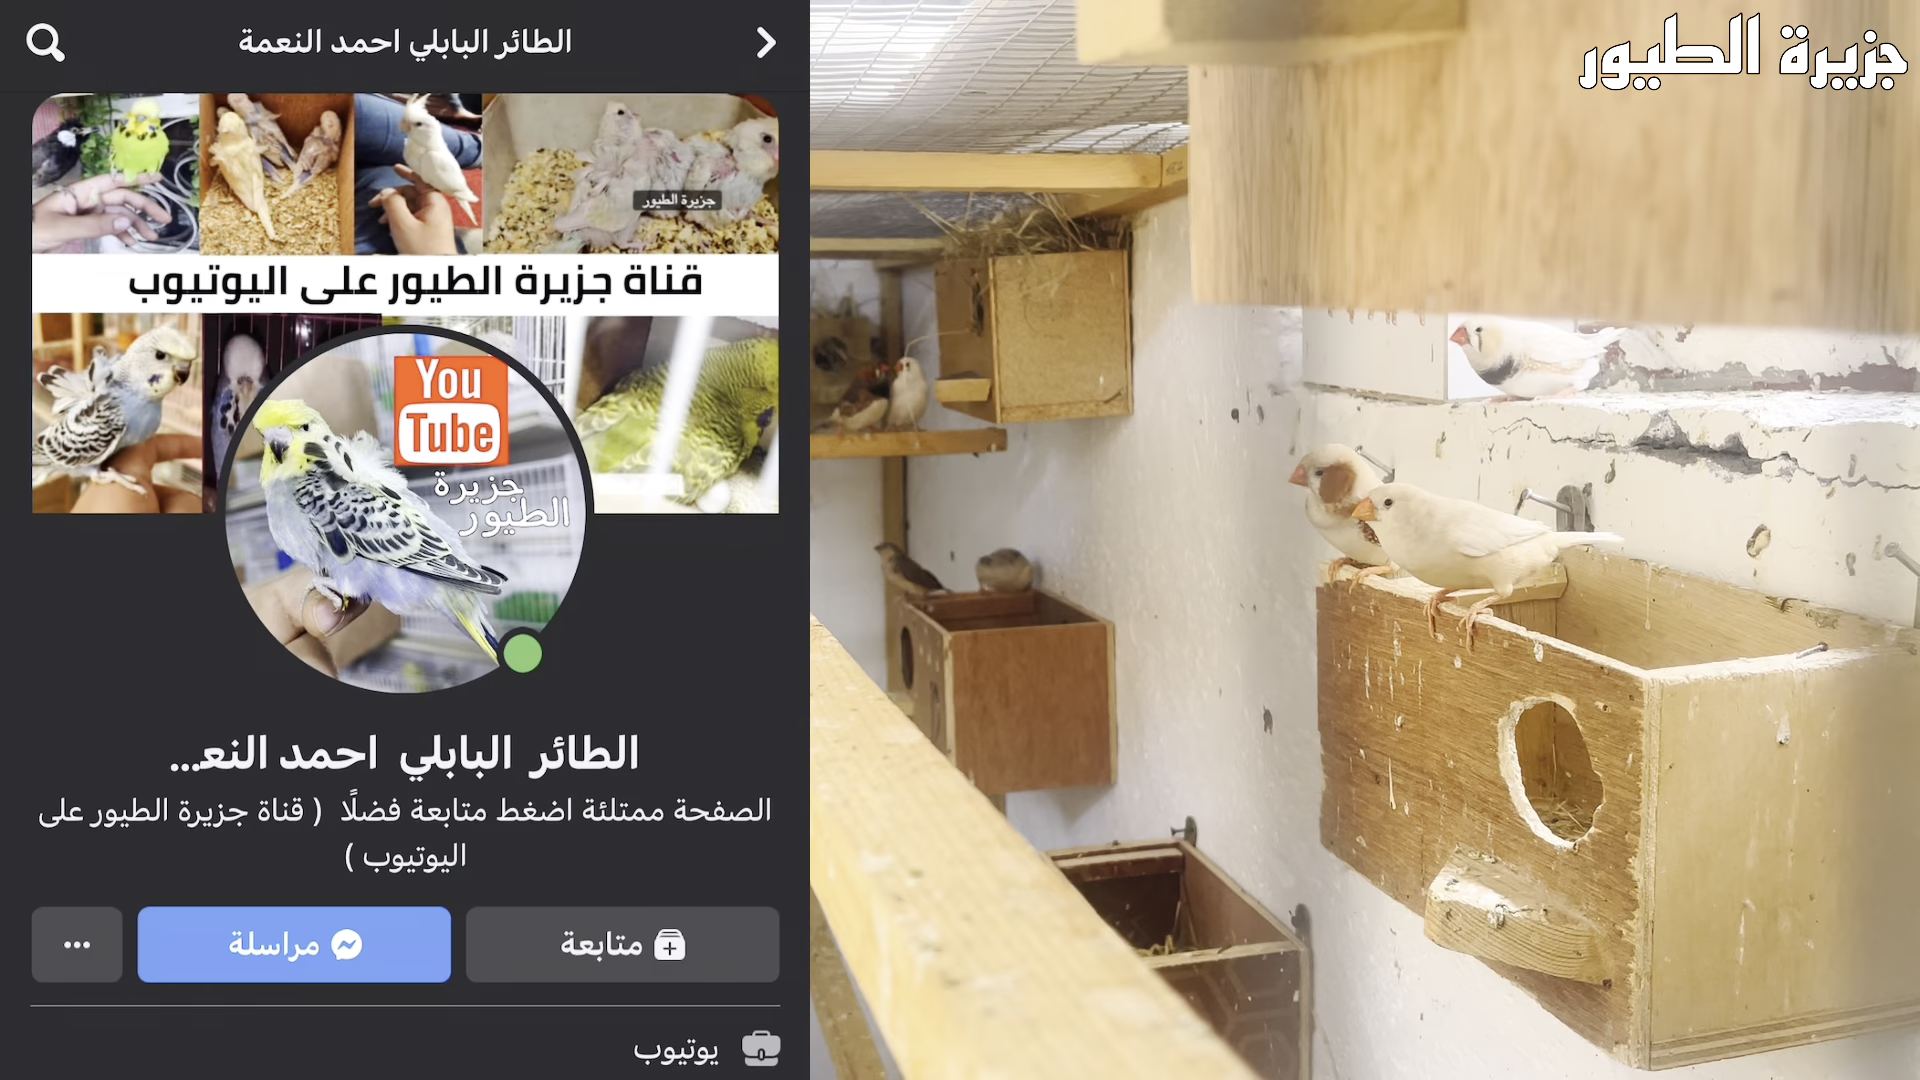 الطائر البابلي احمد النعمة
جزيرة الطيور
قناة جزيرة الطيور على اليوتيوب
You
Tube
جزيرة
الطيور
الطائر البابلي احمد النعـ...
الصفحة ممتلئة اضغط متابعة فضلًا ( قناة جزيرة الطيور على
اليوتيوب )
متابعة
مراسلة
يوتيوب
جزيرة الطيور